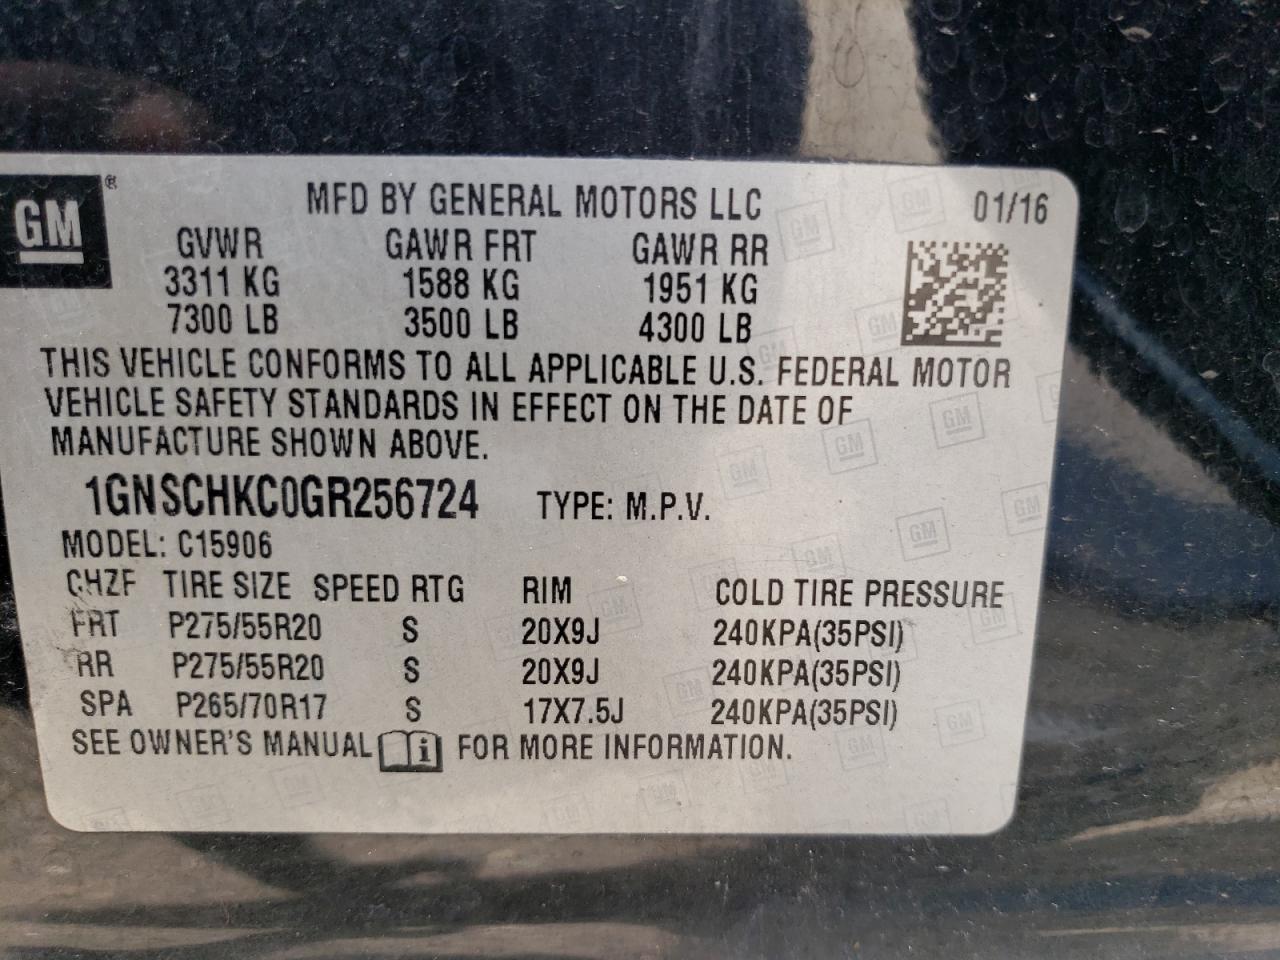 GM®
MFD BY GENERAL MOTORS LLC 01/16
GVWR GAWR FRT GAWR RR
3311 KG 1588 KG 1951 KG
7300 LB 3500 LB 4300 LB
THIS VEHICLE CONFORMS TO ALL APPLICABLE U.S. FEDERAL MOTOR
VEHICLE SAFETY STANDARDS IN EFFECT ON THE DATE OF
MANUFACTURE SHOWN ABOVE.
1GNSCHKC0GR256724 TYPE: M.P.V.
MODEL: C15906
CHZF TIRE SIZE SPEED RTG RIM COLD TIRE PRESSURE
FRT P275/55R20 S 20X9J 240KPA(35PSI)
RR P275/55R20 S 20X9J 240KPA(35PSI)
SPA P265/70R17 S 17X7.5J 240KPA(35PSI)
SEE OWNER'S MANUAL i FOR MORE INFORMATION.